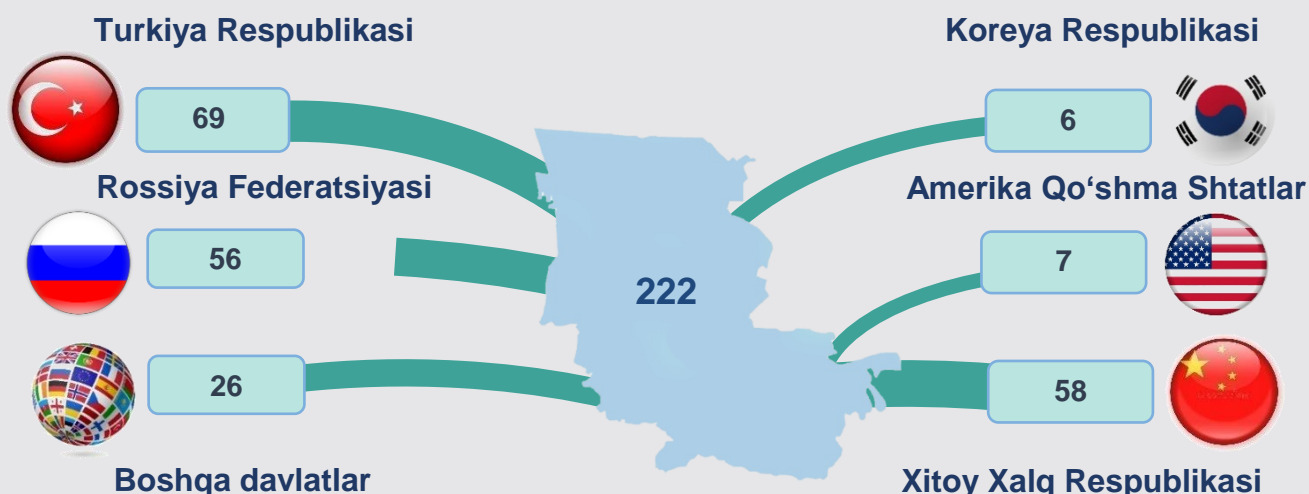 Turkiya Respublikasi
69
Rossiya Federatsiyasi
56
26
Boshqa davlatlar
222
Koreya Respublikasi
6
Amerika Qo‘shma Shtatlar
7
58
Xitoy Xalq Respublikasi